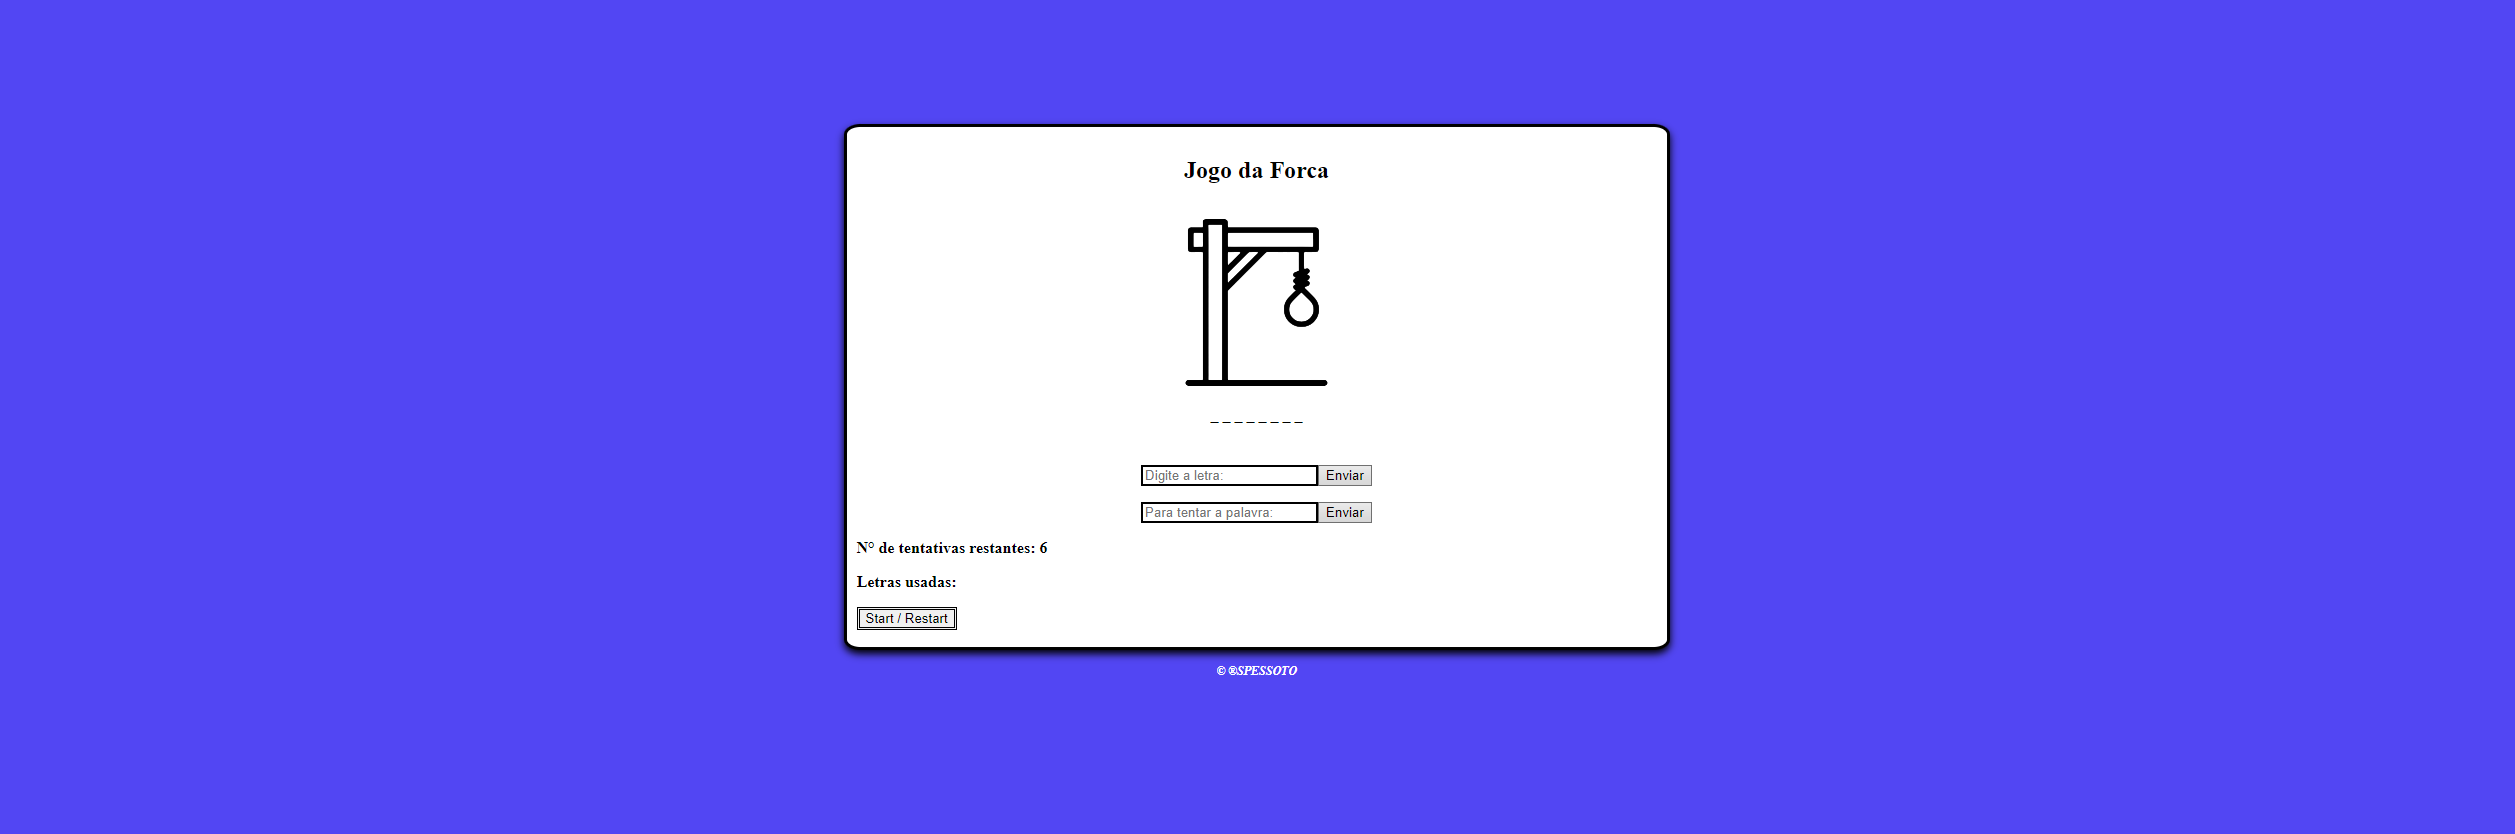 Jogo da Forca
_ _ _ _ _ _ _ _
Digite a letra: Enviar
Para tentar a palavra: Enviar
N° de tentativas restantes: 6
Letras usadas:
Start / Restart
© ®SPESSOTO